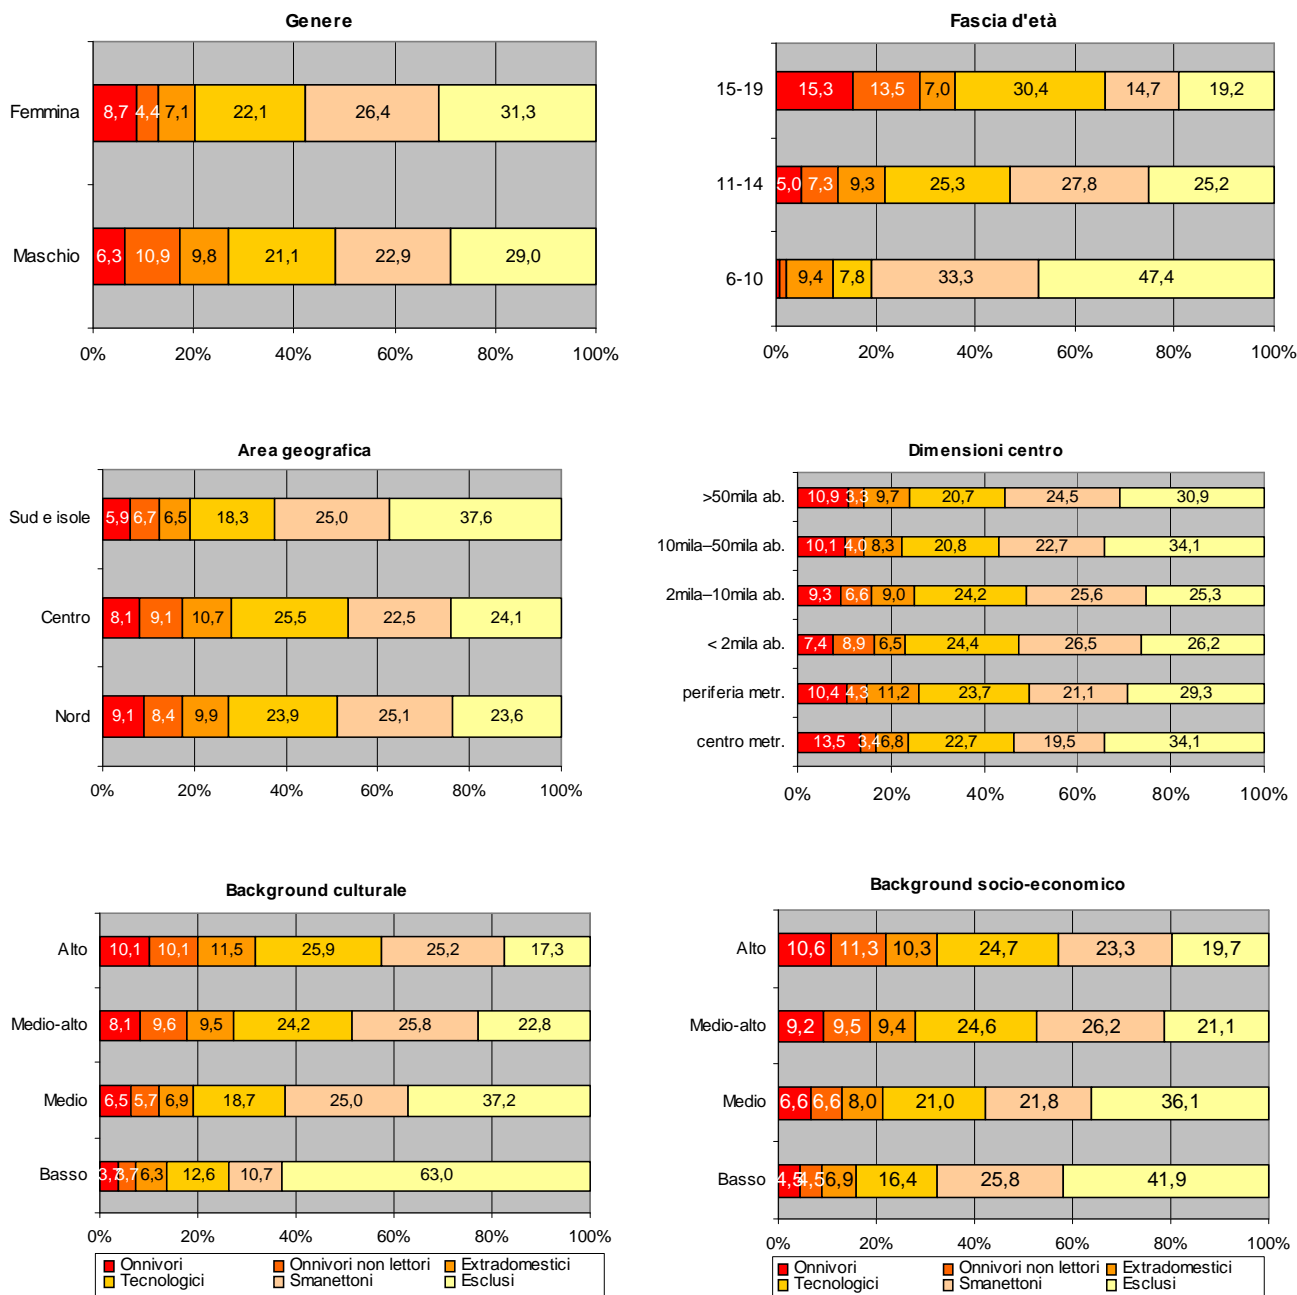 Genere
Femmina 8,7 4,4 7,1 22,1 26,4 31,3
Maschio 6,3 10,9 9,8 21,1 22,9 29,0
0% 20% 40% 60% 80% 100%
Fascia d'età
15-19 15,3 13,5 7,0 30,4 14,7 19,2
11-14 5,0 7,3 9,3 25,3 27,8 25,2
6-10 9,4 7,8 33,3 47,4
0% 20% 40% 60% 80% 100%
Area geografica
Sud e isole 5,9 6,7 6,5 18,3 25,0 37,6
Centro 8,1 9,1 10,7 25,5 22,5 24,1
Nord 9,1 8,4 9,9 23,9 25,1 23,6
0% 20% 40% 60% 80% 100%
Dimensioni centro
>50mila ab. 10,9 3,3 9,7 20,7 24,5 30,9
10mila–50mila ab. 10,1 4,0 8,3 20,8 22,7 34,1
2mila–10mila ab. 9,3 6,6 9,0 24,2 25,6 25,3
< 2mila ab. 7,4 8,9 6,5 24,4 26,5 26,2
periferia metr. 10,4 4,3 11,2 23,7 21,1 29,3
centro metr. 13,5 3,4 6,8 22,7 19,5 34,1
0% 20% 40% 60% 80% 100%
Background culturale
Alto 10,1 10,1 11,5 25,9 25,2 17,3
Medio-alto 8,1 9,6 9,5 24,2 25,8 22,8
Medio 6,5 5,7 6,9 18,7 25,0 37,2
Basso 3,7 3,7 6,3 12,6 10,7 63,0
0% 20% 40% 60% 80% 100%
Onnivori Onnivori non lettori Extradomestici
Tecnologici Smanettoni Esclusi
Background socio-economico
Alto 10,6 11,3 10,3 24,7 23,3 19,7
Medio-alto 9,2 9,5 9,4 24,6 26,2 21,1
Medio 6,6 6,6 8,0 21,0 21,8 36,1
Basso 4,5 4,5 6,9 16,4 25,8 41,9
0% 20% 40% 60% 80% 100%
Onnivori Onnivori non lettori Extradomestici
Tecnologici Smanettoni Esclusi